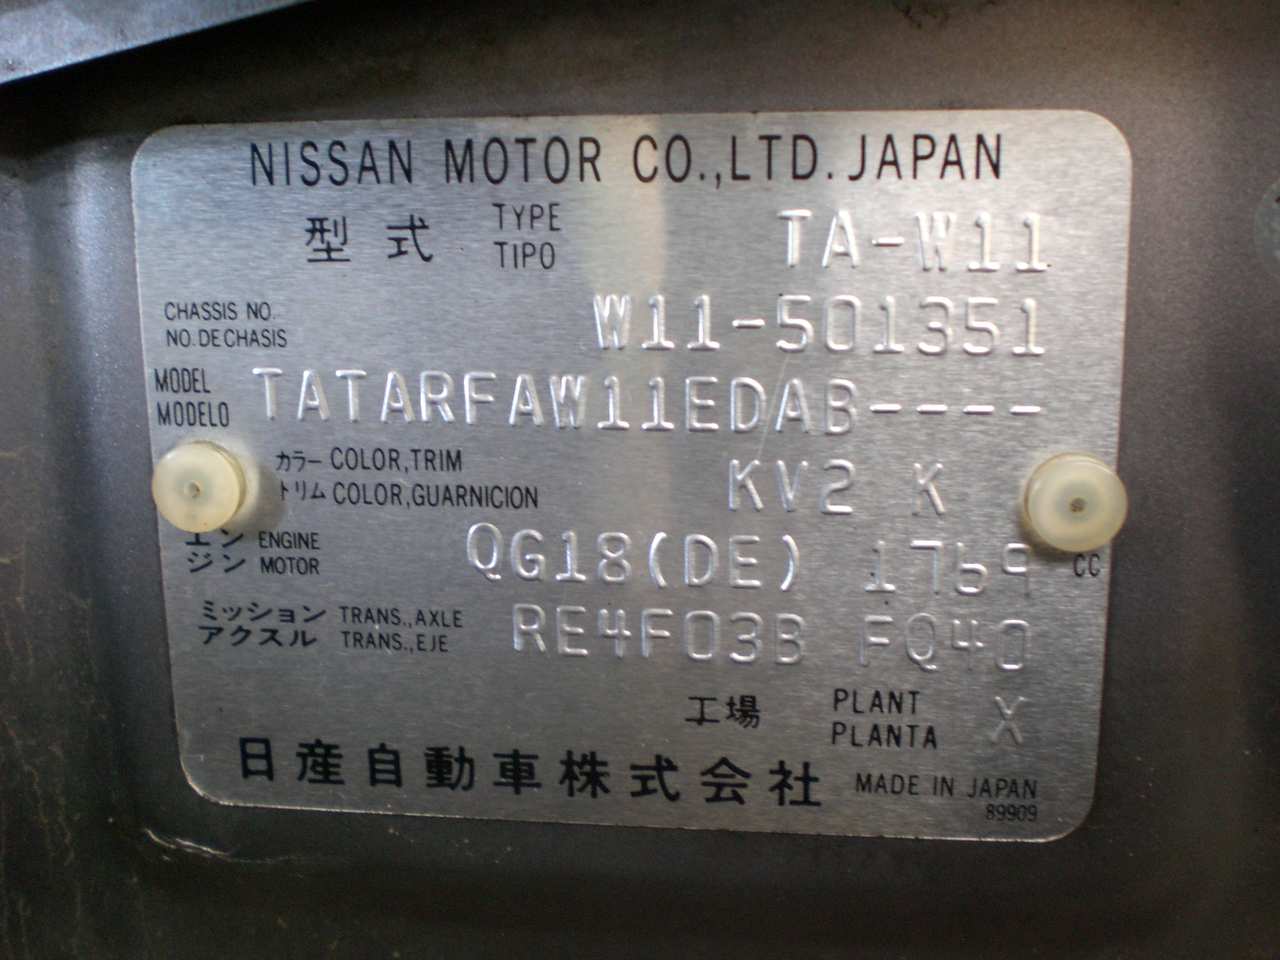 NISSAN MOTOR CO.,LTD. JAPAN
型式 TYPE TIPO TA-W11
CHASSIS NO. NO.DE CHASIS W11-501351
MODEL MODELO TATARFAW11EDAB----
カラー COLOR,TRIM KV2 K
トリム COLOR,GUARNICION
エン ENGINE QG18(DE) 1769 CC
ジン MOTOR
ミッション TRANS.,AXLE RE4F03B FQ40
アクスル TRANS.,EJE
工場 PLANT PLANTA X
日産自動車株式会社 MADE IN JAPAN
89909